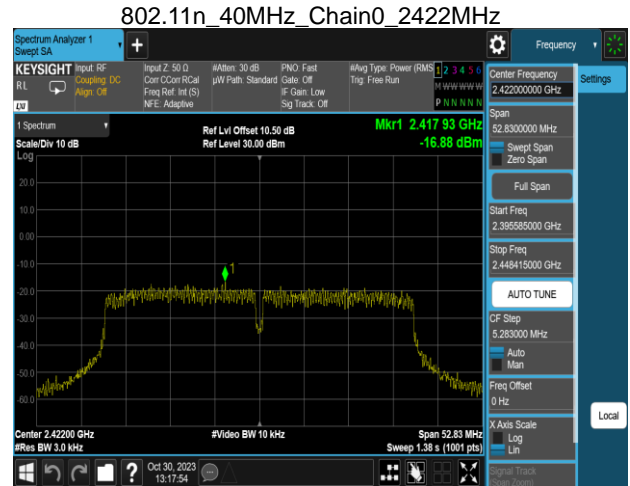 802.11n_40MHz_Chain0_2422MHz
Spectrum Analyzer 1
Swept SA
+
Frequency
KEYSIGHT
RL
LXI
Input: RF
Coupling: DC
Align: Off
Input Z: 50 Ω
Corr CCorr RCal
Freq Ref: Int (S)
NFE: Adaptive
#Atten: 30 dB
µW Path: Standard
PNO: Fast
Gate: Off
IF Gain: Low
Sig Track: Off
#Avg Type: Power (RMS
Trig: Free Run
1 2 3 4 5 6
M W W W W W
P N N N N N
Center Frequency
2.422000000 GHz
Settings
Span
52.8300000 MHz
Swept Span
Zero Span
Full Span
Start Freq
2.395585000 GHz
Stop Freq
2.448415000 GHz
AUTO TUNE
CF Step
5.283000 MHz
Auto
Man
Freq Offset
0 Hz
X Axis Scale
Log
Lin
Local
Signal Track
(Span Zoom)
1 Spectrum
Scale/Div 10 dB
Log
Ref Lvl Offset 10.50 dB
Ref Level 30.00 dBm
Mkr1 2.417 93 GHz
-16.88 dBm
20.0
10.0
0.00
-10.0
-20.0
-30.0
-40.0
-50.0
-60.0
1
Center 2.42200 GHz
#Res BW 3.0 kHz
#Video BW 10 kHz
Span 52.83 MHz
Sweep 1.38 s (1001 pts)
?
Oct 30, 2023
13:17:54